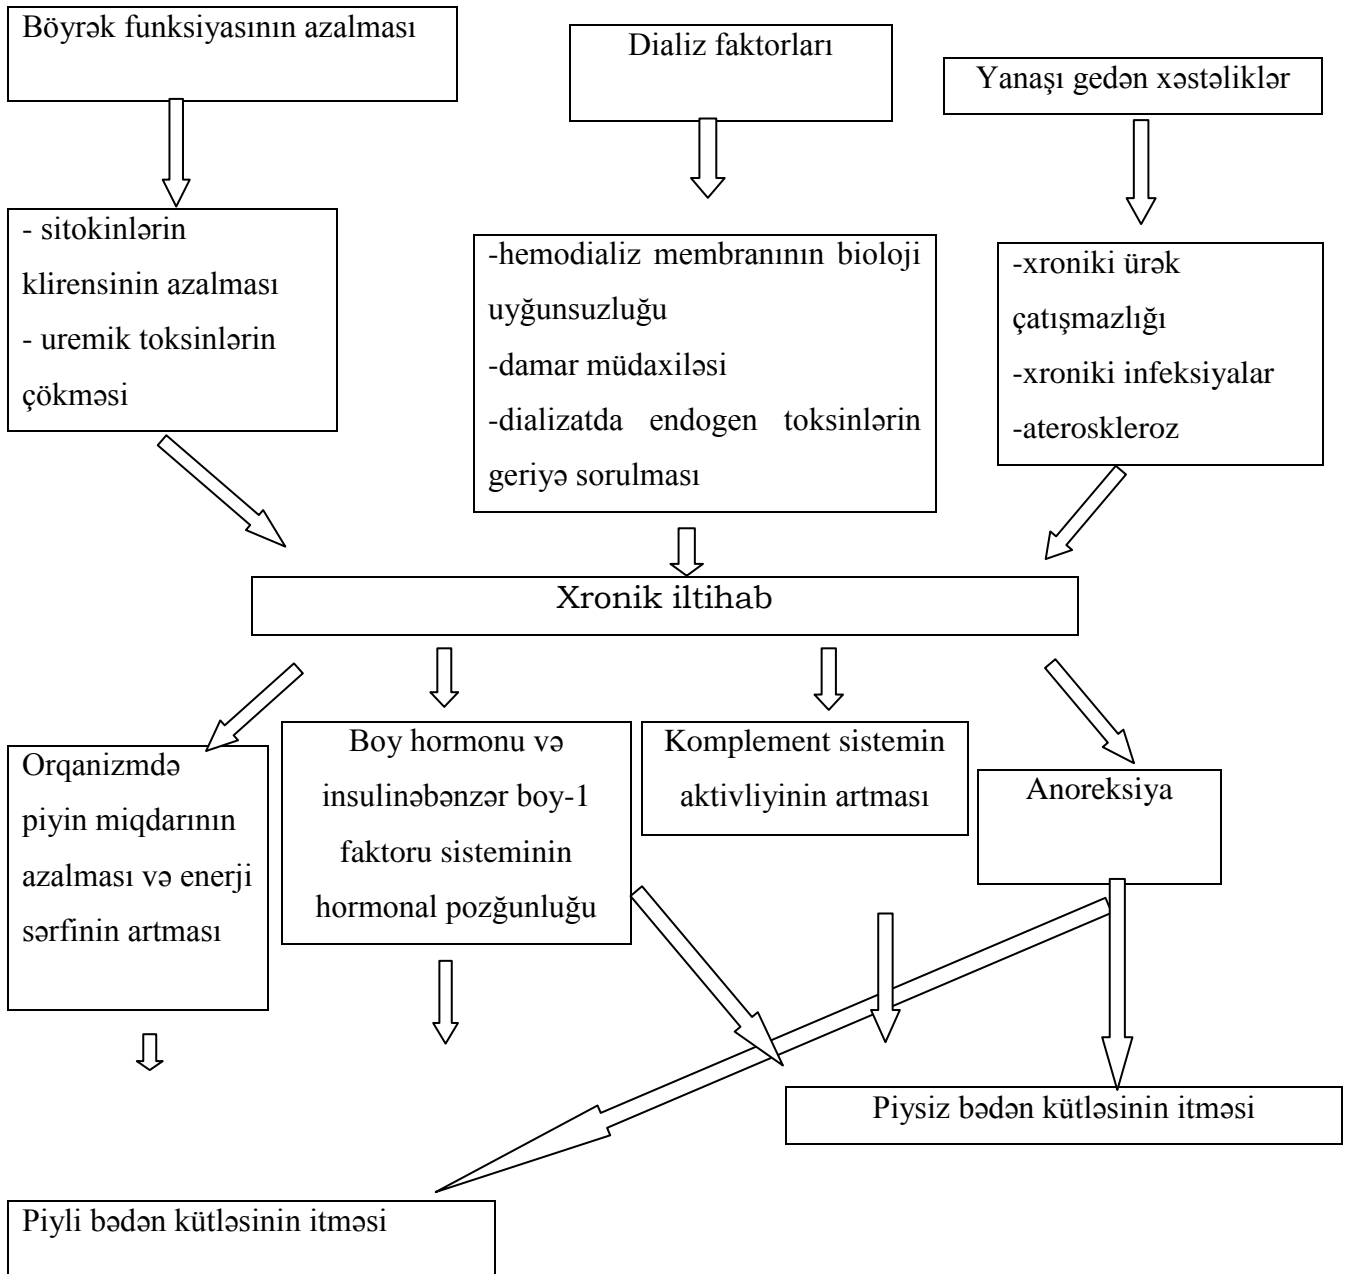 Böyrək funksiyasının azalması
Dializ faktorları
Yanaşı gedən xəstəliklər
- sitokinlərin
klirensinin azalması
- uremik toksinlərin
çökməsi
-hemodializ membranının bioloji
uyğunsuzluğu
-damar müdaxiləsi
-dializatda endogen toksinlərin
geriyə sorulması
-xroniki ürək
çatışmazlığı
-xroniki infeksiyalar
-ateroskleroz
Xronik iltihab
Orqanizmdə
piyin miqdarının
azalması və enerji
sərfinin artması
Boy hormonu və
insulinəbənzər boy-1
faktoru sisteminin
hormonal pozğunluğu
Komplement sistemin
aktivliyinin artması
Anoreksiya
Piysiz bədən kütləsinin itməsi
Piyli bədən kütləsinin itməsi